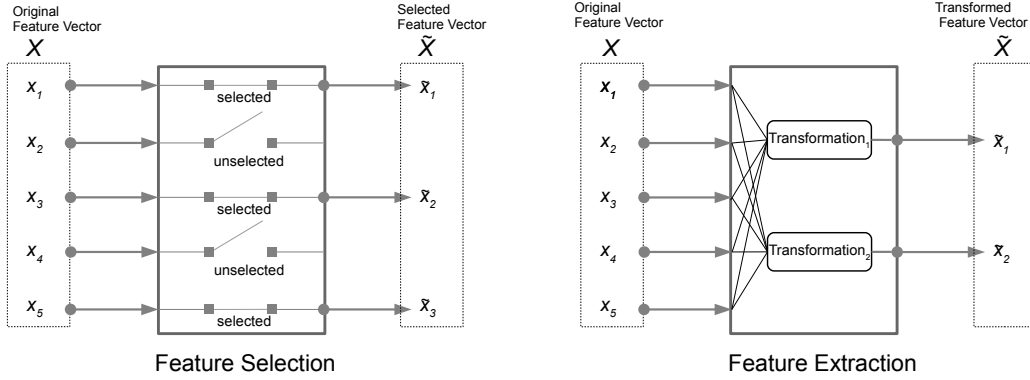 Original
Feature Vector
X
x1
x2
x3
x4
x5
selected
unselected
selected
unselected
selected
Selected
Feature Vector
X̃
x̃1
x̃2
x̃3
Feature Selection
Original
Feature Vector
X
x1
x2
x3
x4
x5
Transformation1
Transformation2
Transformed
Feature Vector
X̃
x̃1
x̃2
Feature Extraction